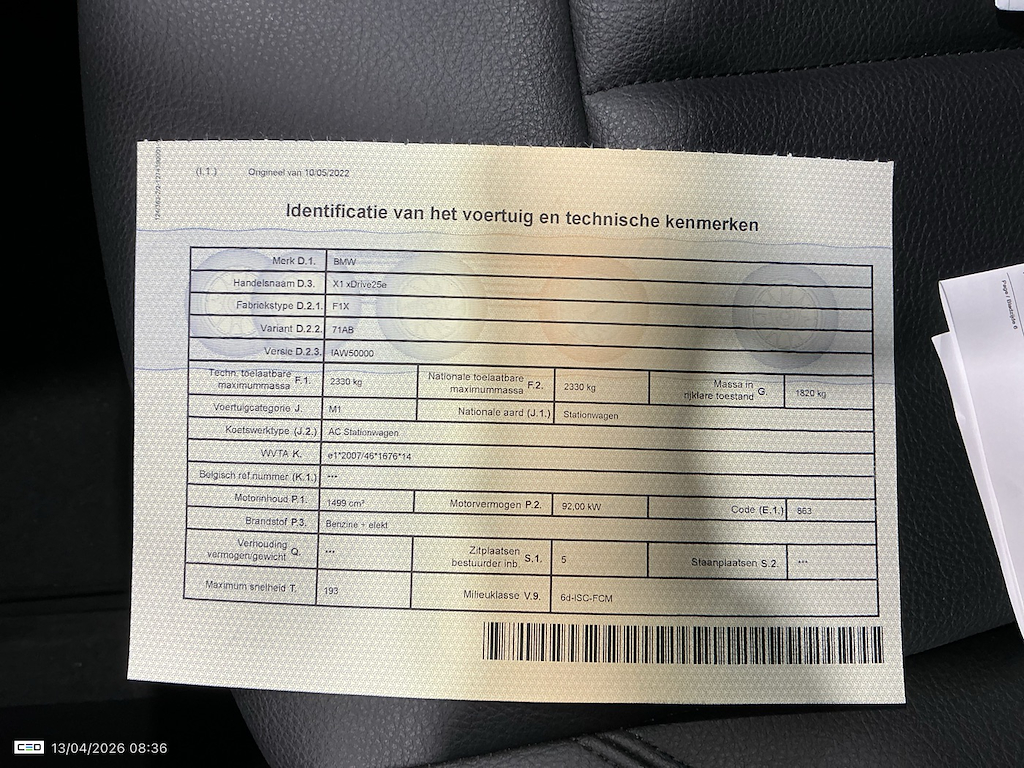 (I.1.) Origineel van 10/05/2022
Identificatie van het voertuig en technische kenmerken
Merk D.1. BMW
Handelsnaam D.3. X1 xDrive25e
Fabriekstype D.2.1. F1X
Variant D.2.2. 71AB
Versie D.2.3. IAW50000
Techn. toelaatbare maximummassa F.1. 2330 kg Nationale toelaatbare maximummassa F.2. 2330 kg Massa in rijklare toestand G. 1820 kg
Voertuigcategorie J. M1 Nationale aard (J.1.) Stationwagen
Koetswerktype (J.2.) AC Stationwagen
WVTA K. e1*2007/46*1676*14
Belgisch ref.nummer (K.1.) ***
Motorinhoud P.1. 1499 cm³ Motorvermogen P.2. 92,00 kW Code (E.1.) 863
Brandstof P.3. Benzine + elekt
Verhouding vermogen/gewicht Q. *** Zitplaatsen bestuurder inb. S.1. 5 Staanplaatsen S.2. ***
Maximum snelheid T. 193 Milieuklasse V.9. 6d-ISC-FCM
CEO 13/04/2026 08:36